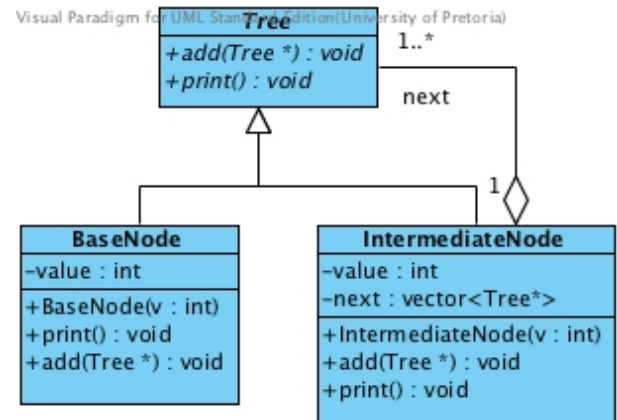 Visual Paradigm for UML Standard Edition(University of Pretoria)
Tree
+add(Tree *) : void
+print() : void
1..*
next
1
BaseNode
-value : int
+BaseNode(v : int)
+print() : void
+add(Tree *) : void
IntermediateNode
-value : int
-next : vector<Tree*>
+IntermediateNode(v : int)
+add(Tree *) : void
+print() : void